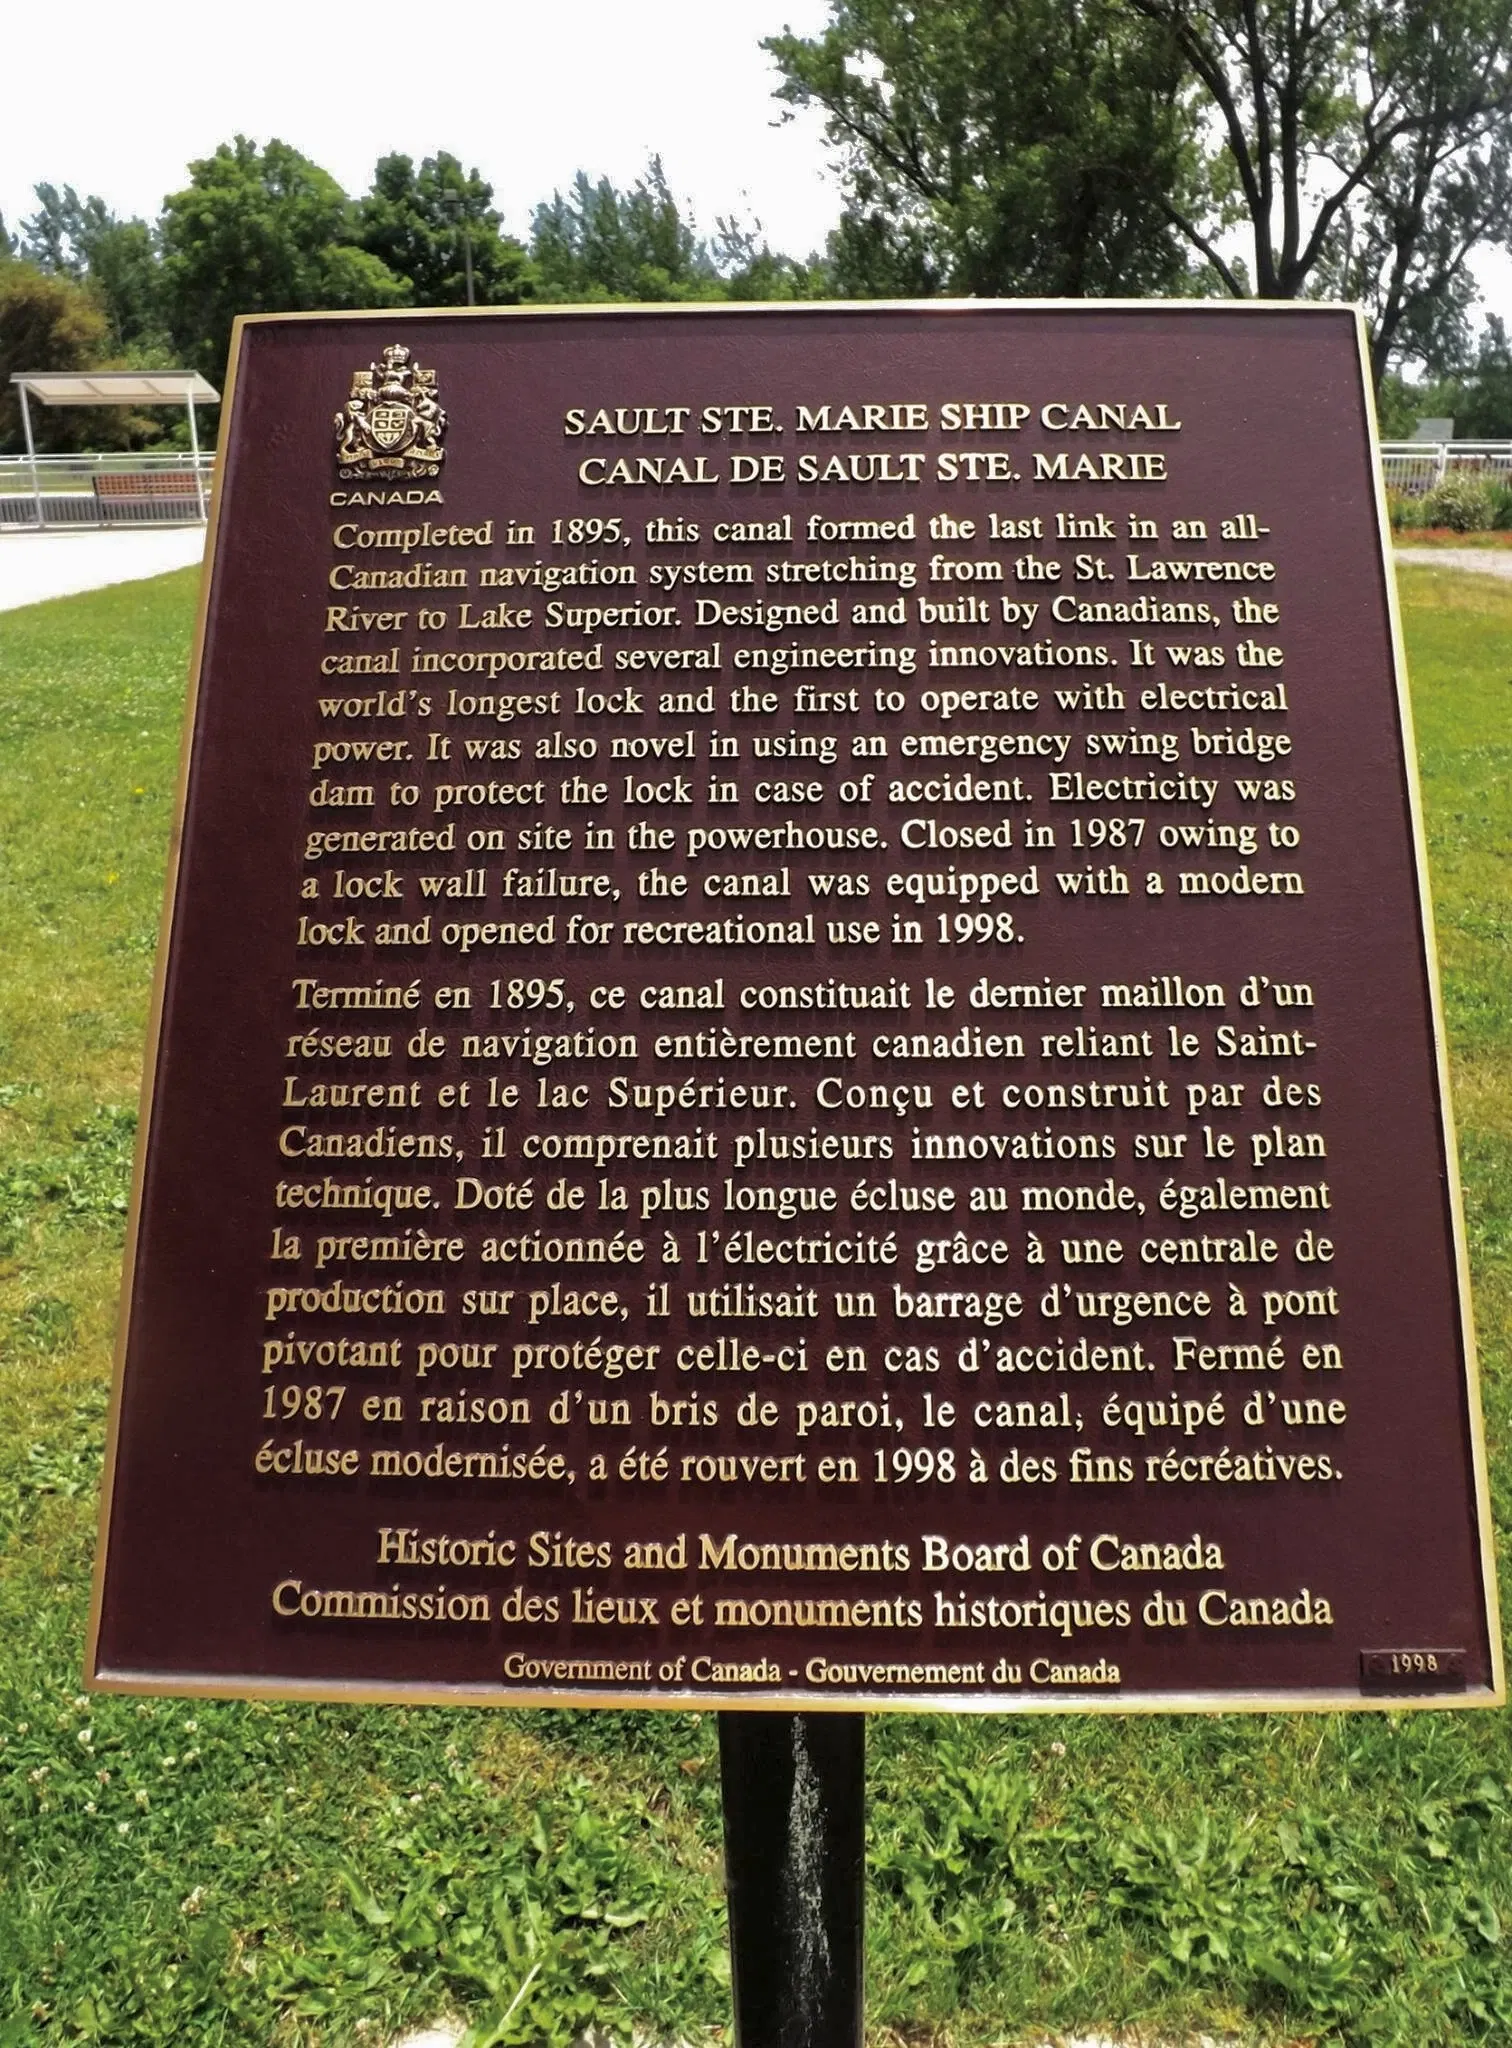 CANADA
SAULT STE. MARIE SHIP CANAL
CANAL DE SAULT STE. MARIE
Completed in 1895, this canal formed the last link in an all-
Canadian navigation system stretching from the St. Lawrence
River to Lake Superior. Designed and built by Canadians, the
canal incorporated several engineering innovations. It was the
world's longest lock and the first to operate with electrical
power. It was also novel in using an emergency swing bridge
dam to protect the lock in case of accident. Electricity was
generated on site in the powerhouse. Closed in 1987 owing to
a lock wall failure, the canal was equipped with a modern
lock and opened for recreational use in 1998.
Terminé en 1895, ce canal constituait le dernier maillon d'un
réseau de navigation entièrement canadien reliant le Saint-
Laurent et le lac Supérieur. Conçu et construit par des
Canadiens, il comprenait plusieurs innovations sur le plan
technique. Doté de la plus longue écluse au monde, également
la première actionnée à l'électricité grâce à une centrale de
production sur place, il utilisait un barrage d'urgence à pont
pivotant pour protéger celle-ci en cas d'accident. Fermé en
1987 en raison d'un bris de paroi, le canal, équipé d'une
écluse modernisée, a été rouvert en 1998 à des fins récréatives.
Historic Sites and Monuments Board of Canada
Commission des lieux et monuments historiques du Canada
Government of Canada - Gouvernement du Canada
1998